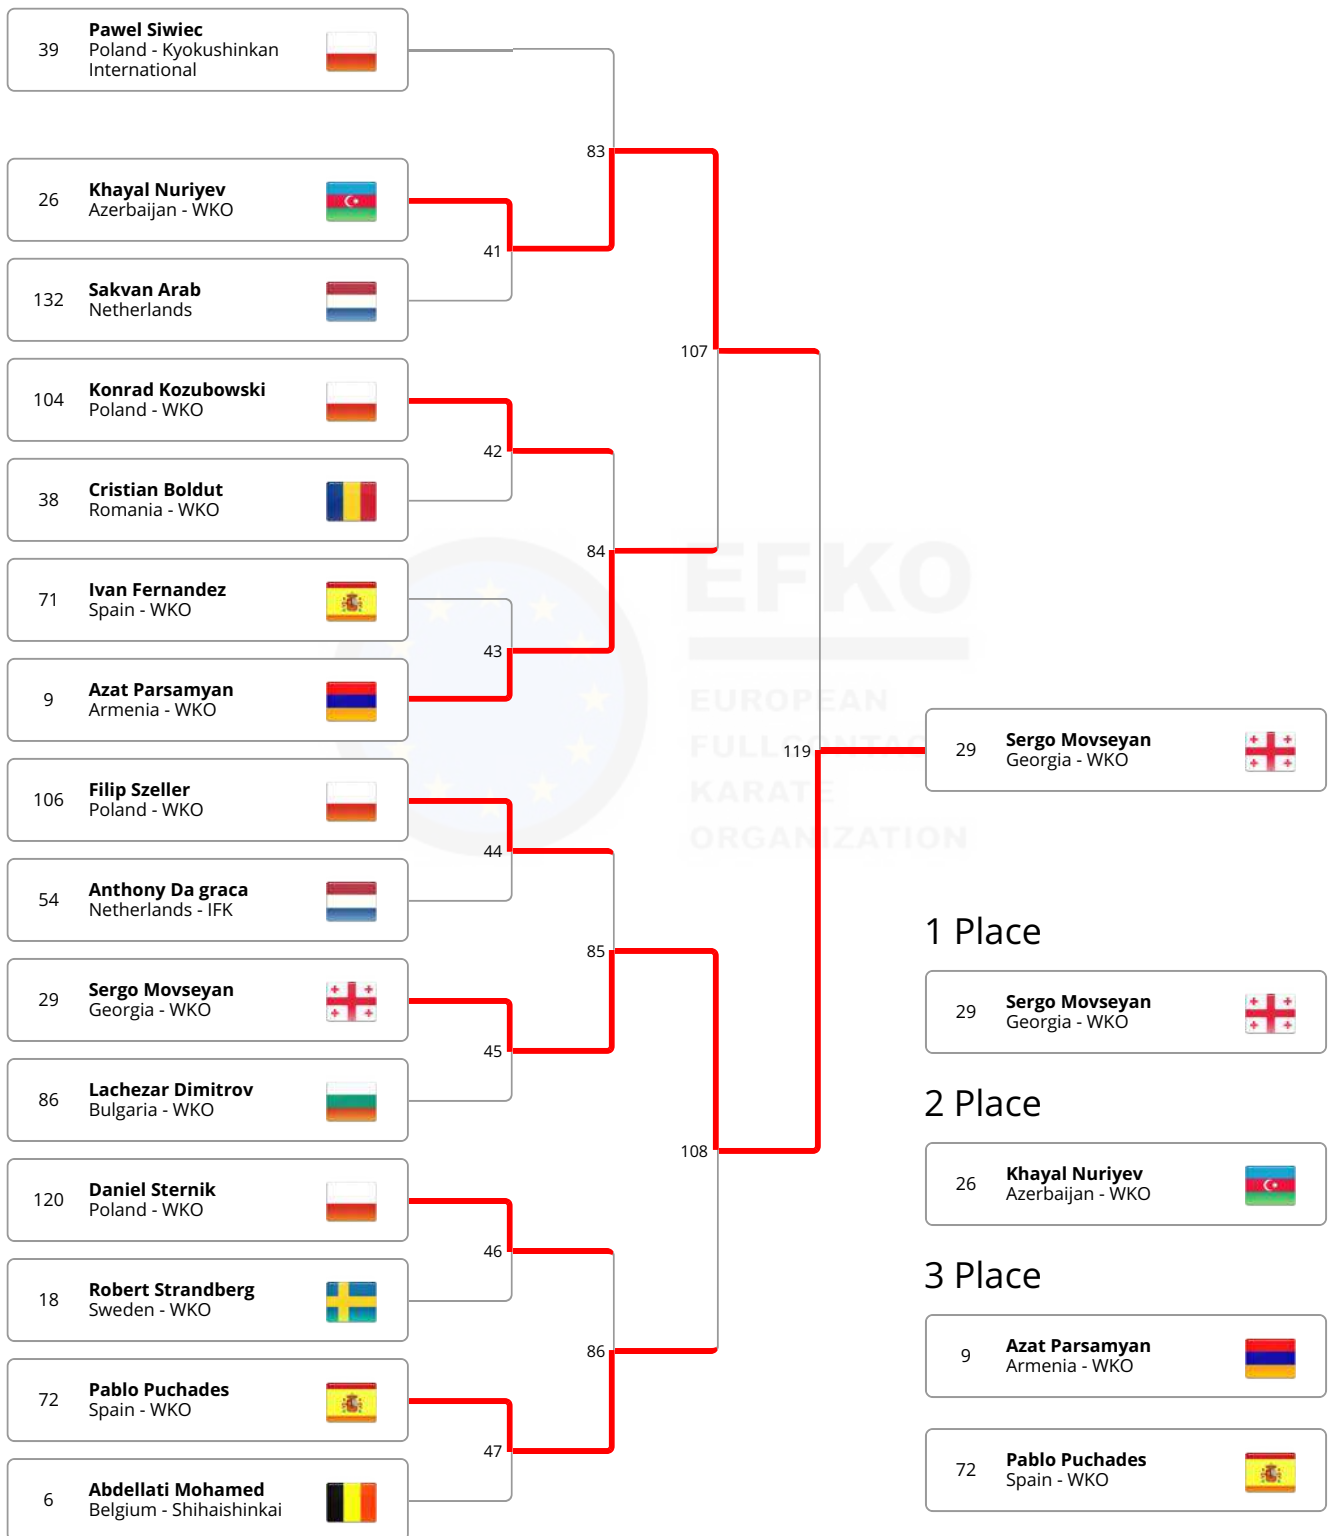 39
Pawel Siwiec
Poland - Kyokushinkan
International
83
26
Khayal Nuriyev
Azerbaijan - WKO
41
132
Sakvan Arab
Netherlands
107
104
Konrad Kozubowski
Poland - WKO
42
38
Cristian Boldut
Romania - WKO
84
71
Ivan Fernandez
Spain - WKO
43
9
Azat Parsamyan
Armenia - WKO
EFKO
EUROPEAN
FULLCONTACT
KARATE
ORGANIZATION
119
29
Sergo Movseyan
Georgia - WKO
106
Filip Szeller
Poland - WKO
44
54
Anthony Da graca
Netherlands - IFK
85
29
Sergo Movseyan
Georgia - WKO
45
86
Lachezar Dimitrov
Bulgaria - WKO
108
120
Daniel Sternik
Poland - WKO
46
18
Robert Strandberg
Sweden - WKO
86
72
Pablo Puchades
Spain - WKO
47
6
Abdellati Mohamed
Belgium - Shihaishinkai
1 Place
29
Sergo Movseyan
Georgia - WKO
2 Place
26
Khayal Nuriyev
Azerbaijan - WKO
3 Place
9
Azat Parsamyan
Armenia - WKO
72
Pablo Puchades
Spain - WKO